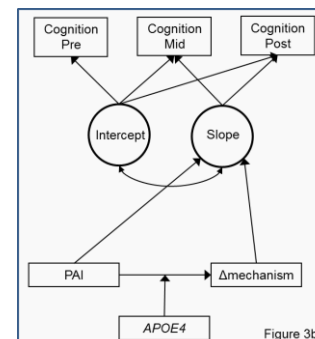 Cognition
Pre
Cognition
Mid
Cognition
Post
Intercept
Slope
PAI
Δmechanism
APOE4
Figure 3b